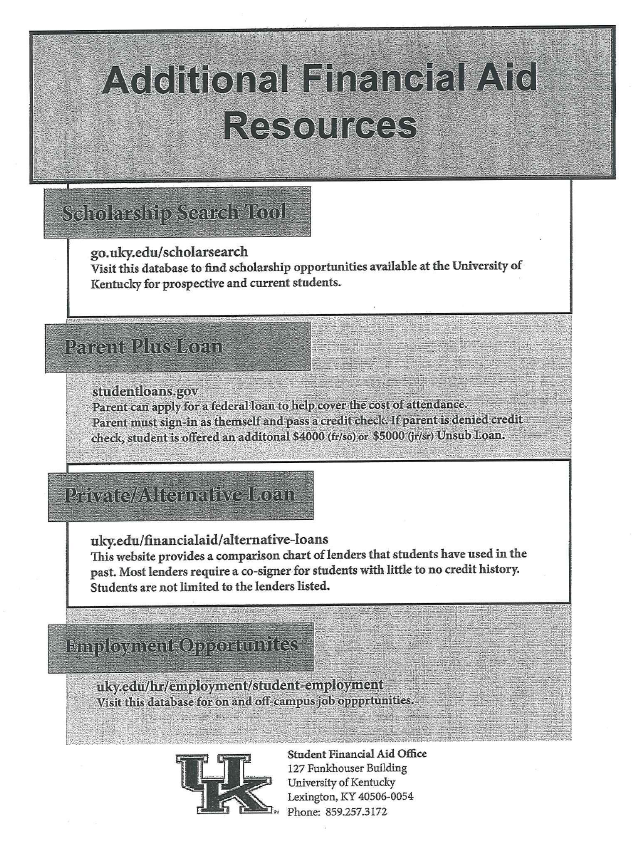 Additional Financial Aid
Resources
Scholarship Search Tool
go.uky.edu/scholarsearch
Visit this database to find scholarship opportunities available at the University of
Kentucky for prospective and current students.
Parent Plus Loan
studentloans.gov
Parent can apply for a federal loan to help cover the cost of attendance.
Parent must sign-in as themself and pass a credit check. If parent is denied credit
check, student is offered an additonal $4000 (fr/so) or $5000 (jr/sr) Unsub Loan.
Private/Alternative Loan
uky.edu/financialaid/alternative-loans
This website provides a comparison chart of lenders that students have used in the
past. Most lenders require a co-signer for students with little to no credit history.
Students are not limited to the lenders listed.
Employment Opportunites
uky.edu/hr/employment/student-employment
Visit this database for on and off-campus job oppprtunities.
UK
Student Financial Aid Office
127 Funkhouser Building
University of Kentucky
Lexington, KY 40506-0054
Phone: 859.257.3172